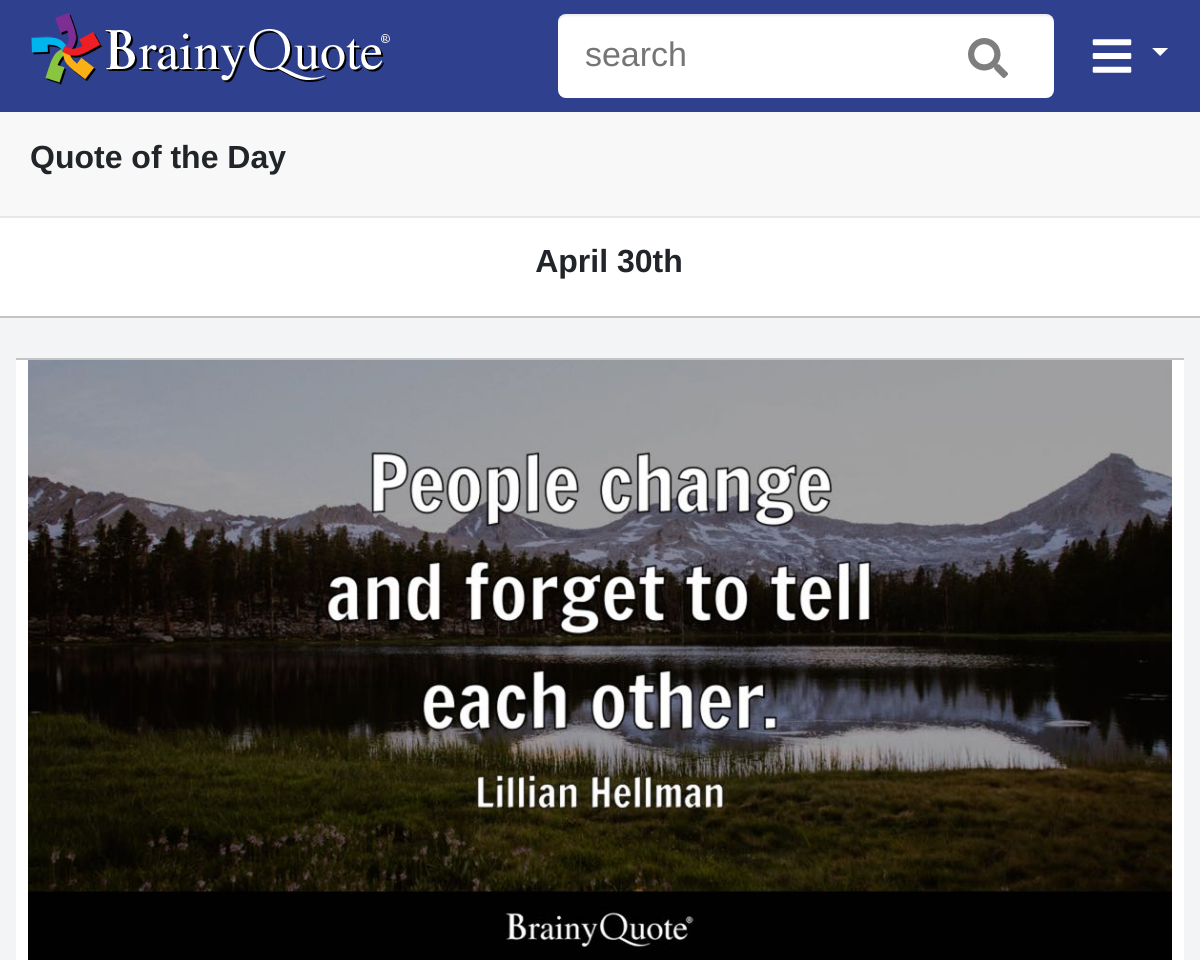 BrainyQuote®
search
Quote of the Day
April 30th
People change
and forget to tell
each other.
Lillian Hellman
BrainyQuote®